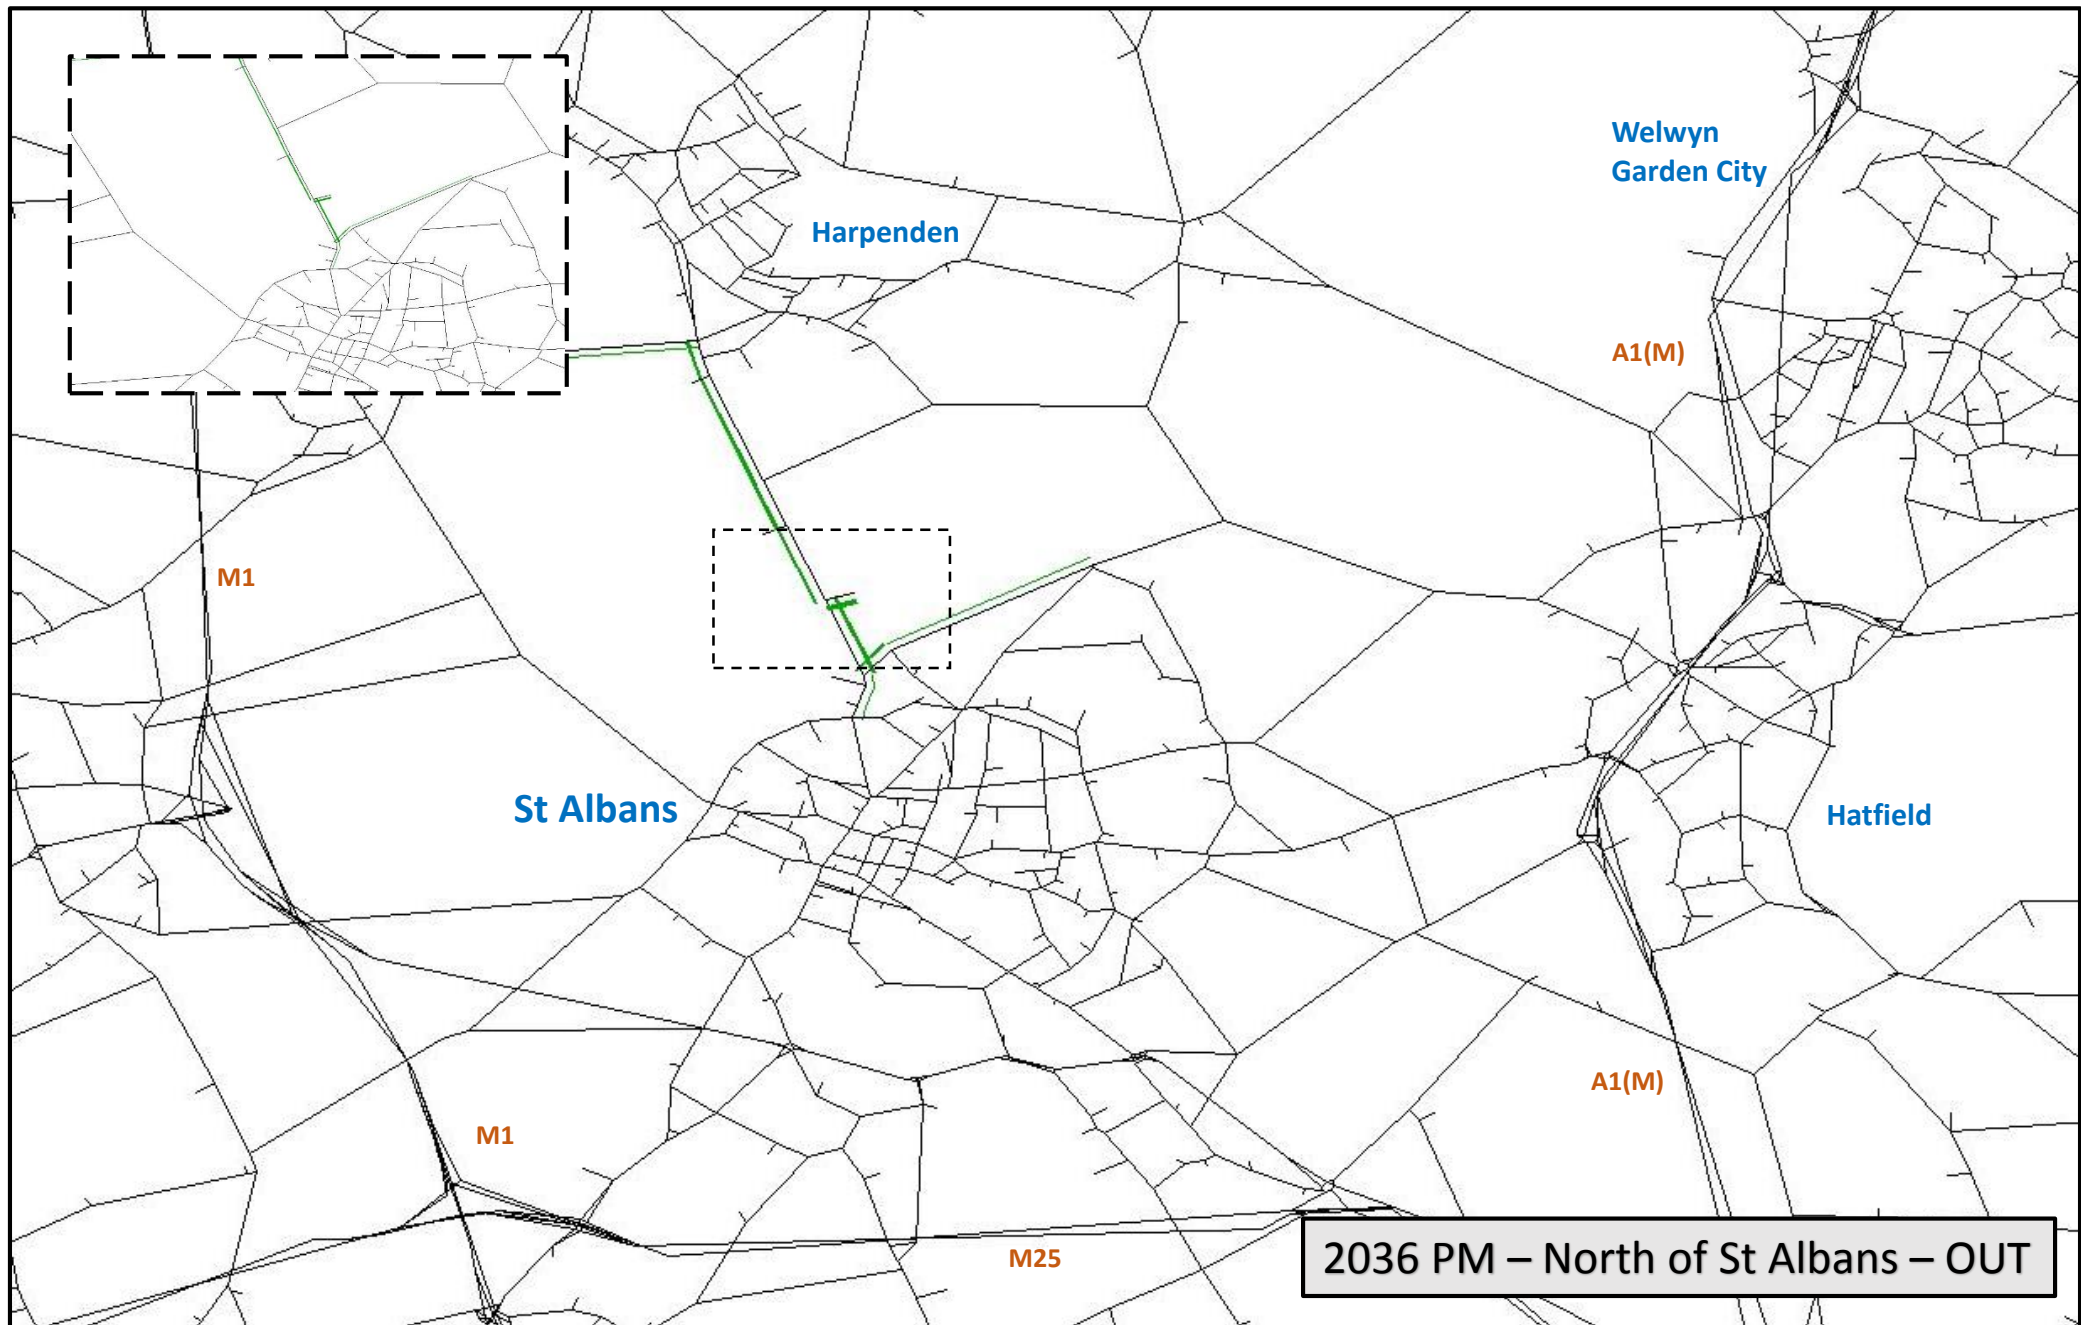 Welwyn
Garden City
Harpenden
A1(M)
M1
St Albans
Hatfield
A1(M)
M1
M25
2036 PM – North of St Albans – OUT